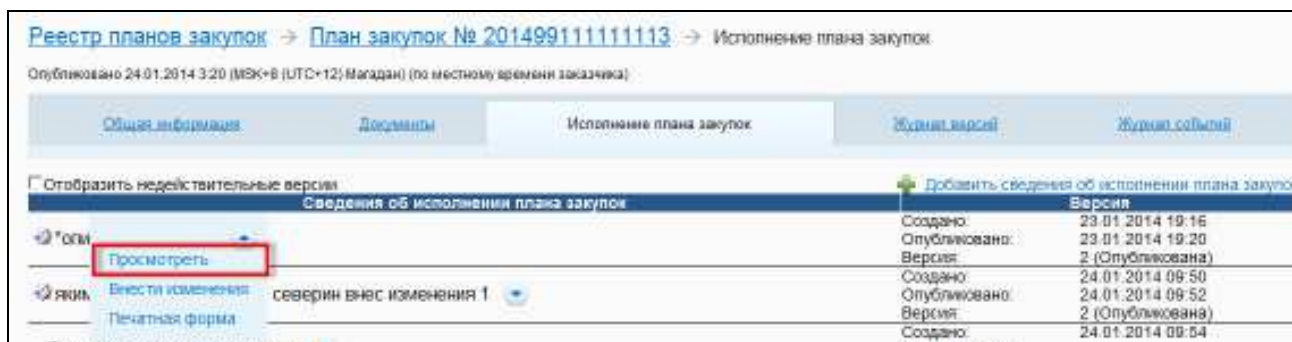 Реестр планов закупок → План закупок № 201499111111113 → Исполнение плана закупок
Опубликовано 24.01.2014 3:20 (MSK+8 (UTC+12) Магадан) (по местному времени заказчика)
Общая информация Документы Исполнение плана закупок Журнал версий Журнал событий
Отобразить недействительные версии
Добавить сведения об исполнении плана
Сведения об исполнении плана закупок Версия
Создано: 23.01.2014 19:16
Опубликовано: 23.01.2014 19:20
Версия: 2 (Опубликована)
Просмотреть
Внести изменения
Печатная форма
северин внес изменения 1
Создано: 24.01.2014 09:50
Опубликовано: 24.01.2014 09:52
Версия: 2 (Опубликована)
Создано: 24.01.2014 09:54